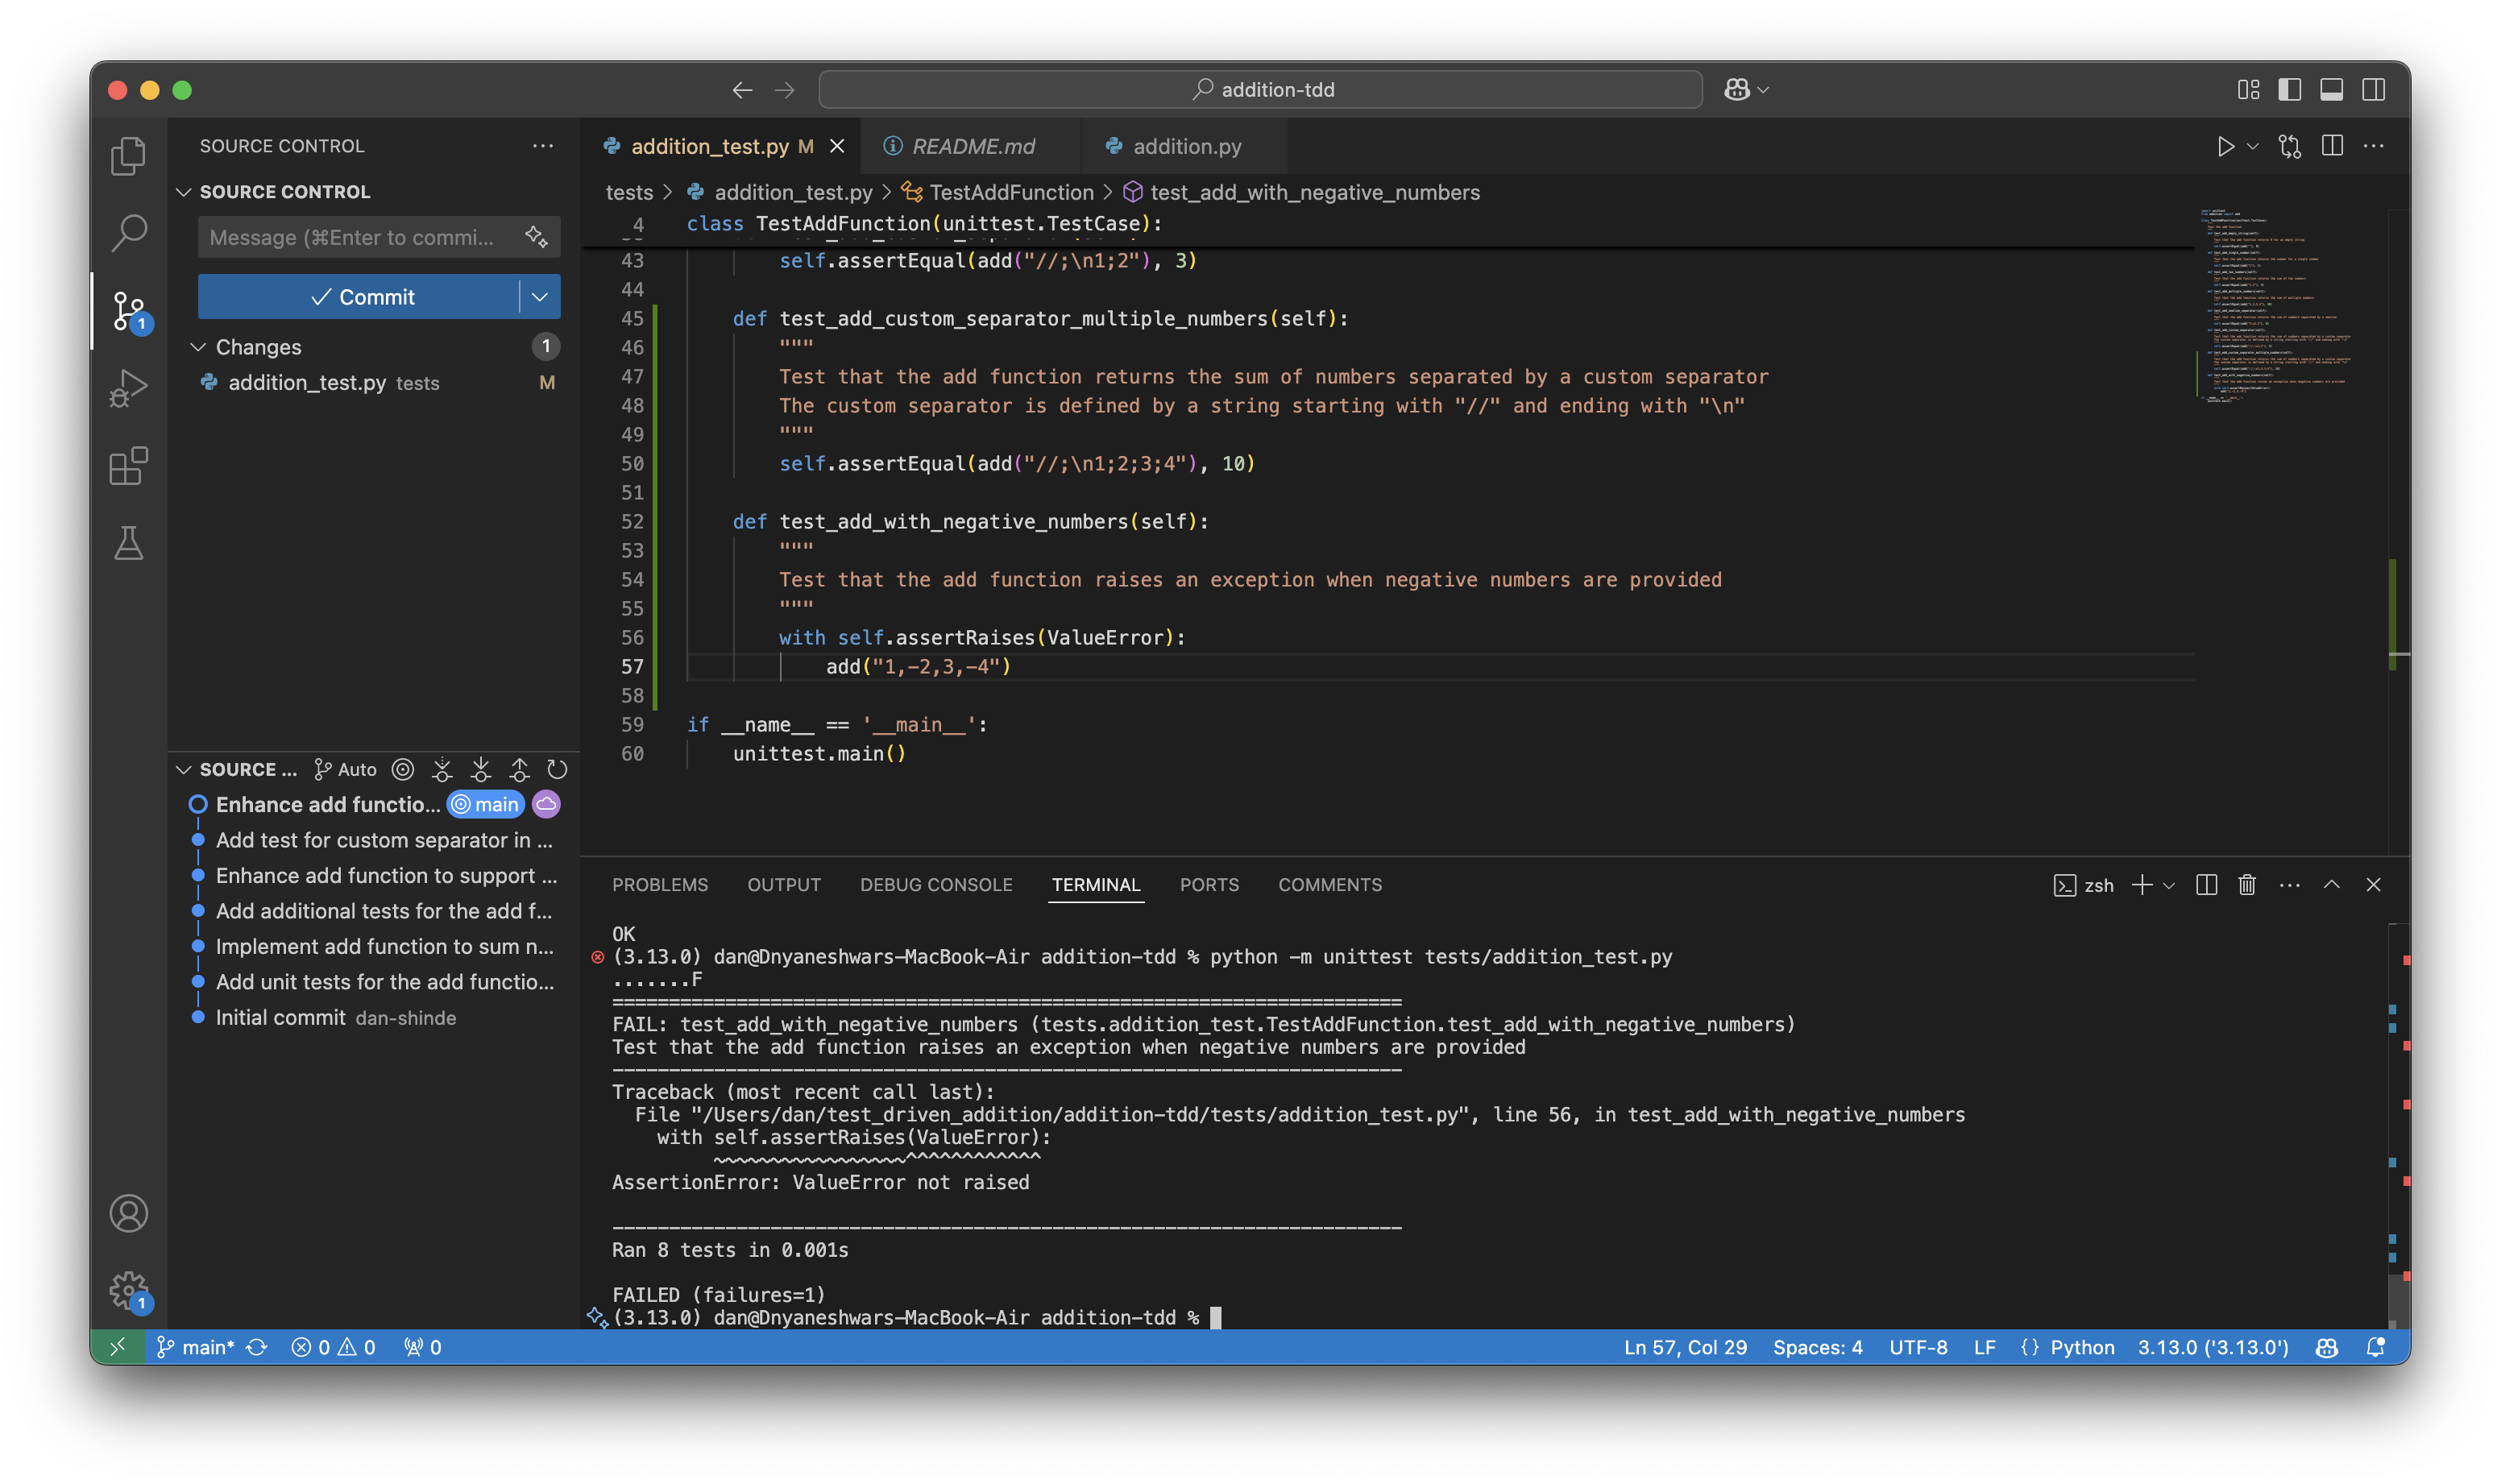 addition-tdd
SOURCE CONTROL
SOURCE CONTROL
Message (⌘Enter to commi...
Commit
1
Changes 1
addition_test.py tests M
SOURCE ... Auto
Enhance add functio... main
Add test for custom separator in ...
Enhance add function to support ...
Add additional tests for the add f...
Implement add function to sum n...
Add unit tests for the add functio...
Initial commit dan-shinde
1
addition_test.py M
README.md
addition.py
tests > addition_test.py > TestAddFunction > test_add_with_negative_numbers
4 class TestAddFunction(unittest.TestCase):
43 self.assertEqual(add("//;\n1;2"), 3)
44
45 def test_add_custom_separator_multiple_numbers(self):
46 """
47 Test that the add function returns the sum of numbers separated by a custom separator
48 The custom separator is defined by a string starting with "//" and ending with "\n"
49 """
50 self.assertEqual(add("//;\n1;2;3;4"), 10)
51
52 def test_add_with_negative_numbers(self):
53 """
54 Test that the add function raises an exception when negative numbers are provided
55 """
56 with self.assertRaises(ValueError):
57 add("1,-2,3,-4")
58
59 if __name__ == '__main__':
60 unittest.main()
PROBLEMS OUTPUT DEBUG CONSOLE TERMINAL PORTS COMMENTS
zsh
OK
(3.13.0) dan@Dnyaneshwars-MacBook-Air addition-tdd % python -m unittest tests/addition_test.py
.......F
======================================================================
FAIL: test_add_with_negative_numbers (tests.addition_test.TestAddFunction.test_add_with_negative_numbers)
Test that the add function raises an exception when negative numbers are provided
----------------------------------------------------------------------
Traceback (most recent call last):
File "/Users/dan/test_driven_addition/addition-tdd/tests/addition_test.py", line 56, in test_add_with_negative_numbers
with self.assertRaises(ValueError):
~~~~~~~~~~~~~~~~~^^^^^^^^^^^^
AssertionError: ValueError not raised
----------------------------------------------------------------------
Ran 8 tests in 0.001s
FAILED (failures=1)
(3.13.0) dan@Dnyaneshwars-MacBook-Air addition-tdd %
main* 0 0 0
Ln 57, Col 29 Spaces: 4 UTF-8 LF {} Python 3.13.0 ('3.13.0')